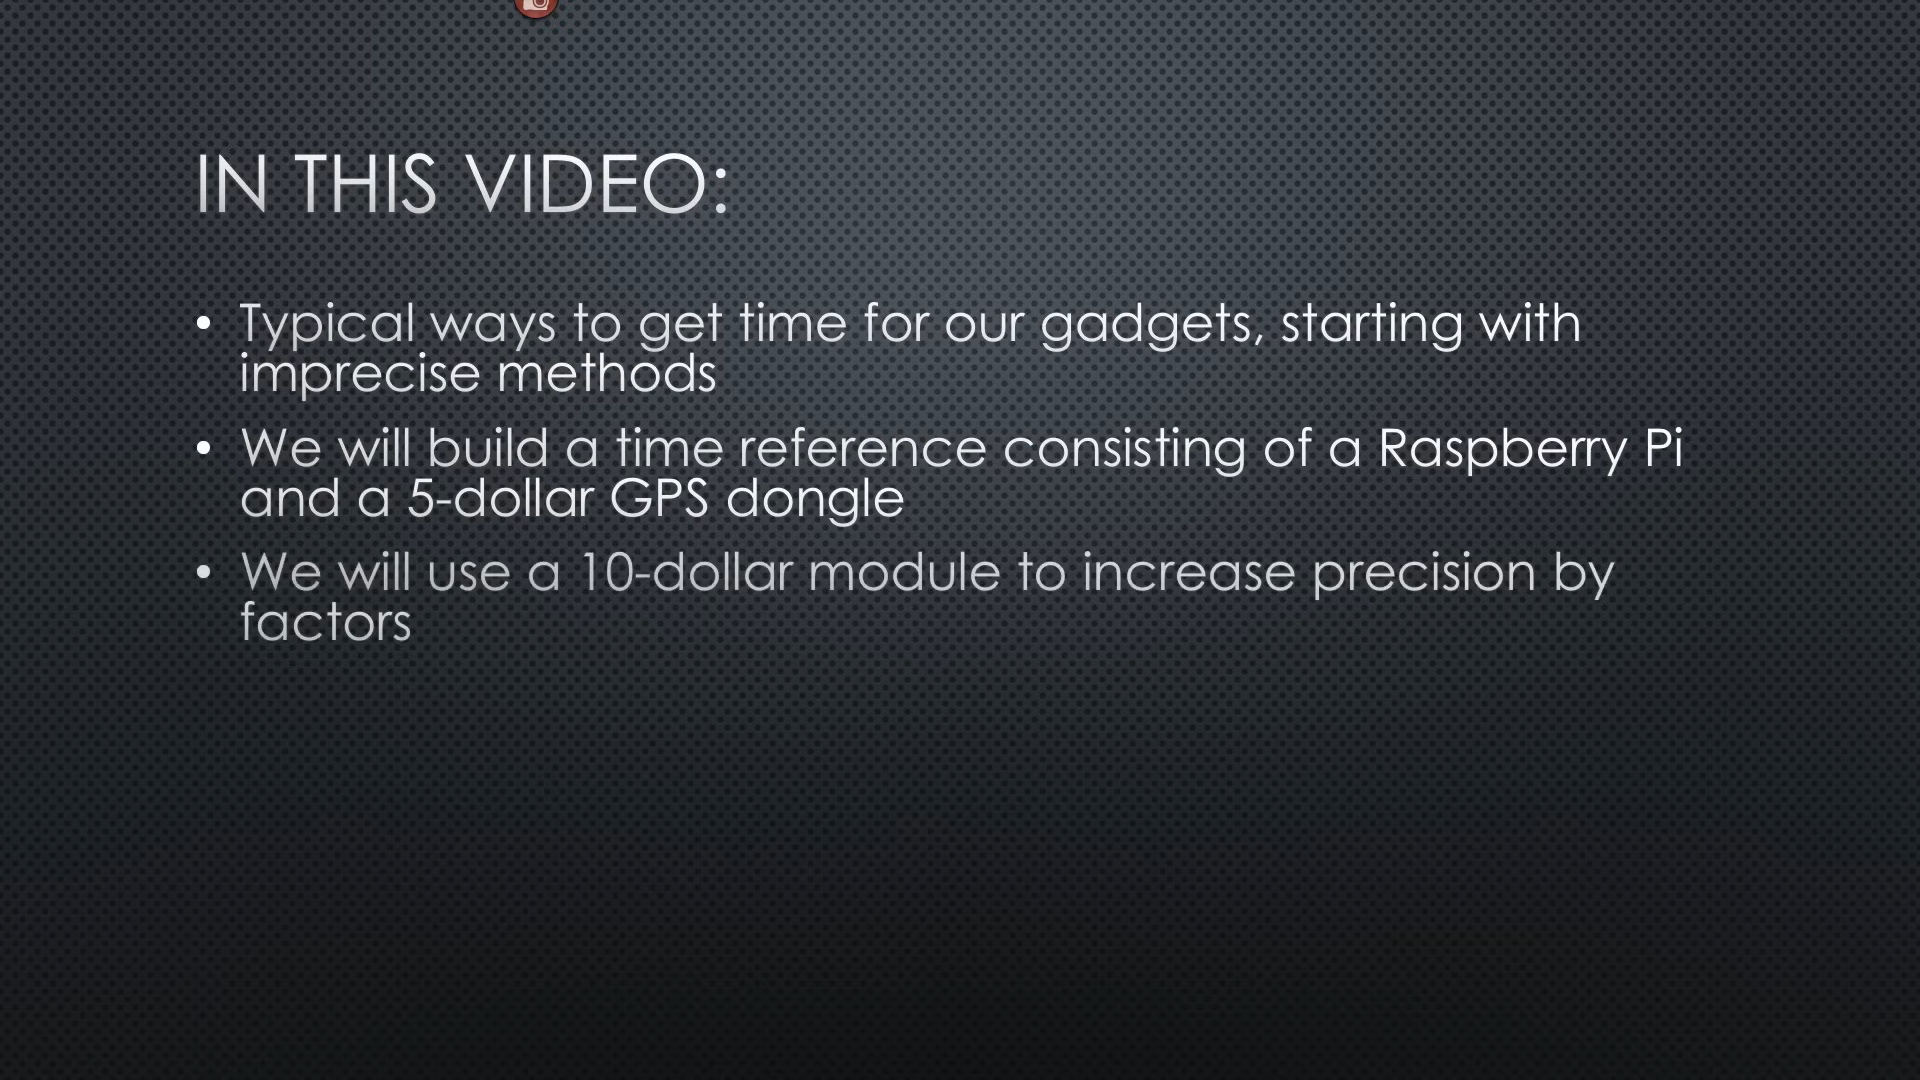 IN THIS VIDEO:
• Typical ways to get time for our gadgets, starting with
imprecise methods
• We will build a time reference consisting of a Raspberry Pi
and a 5-dollar GPS dongle
• We will use a 10-dollar module to increase precision by
factors